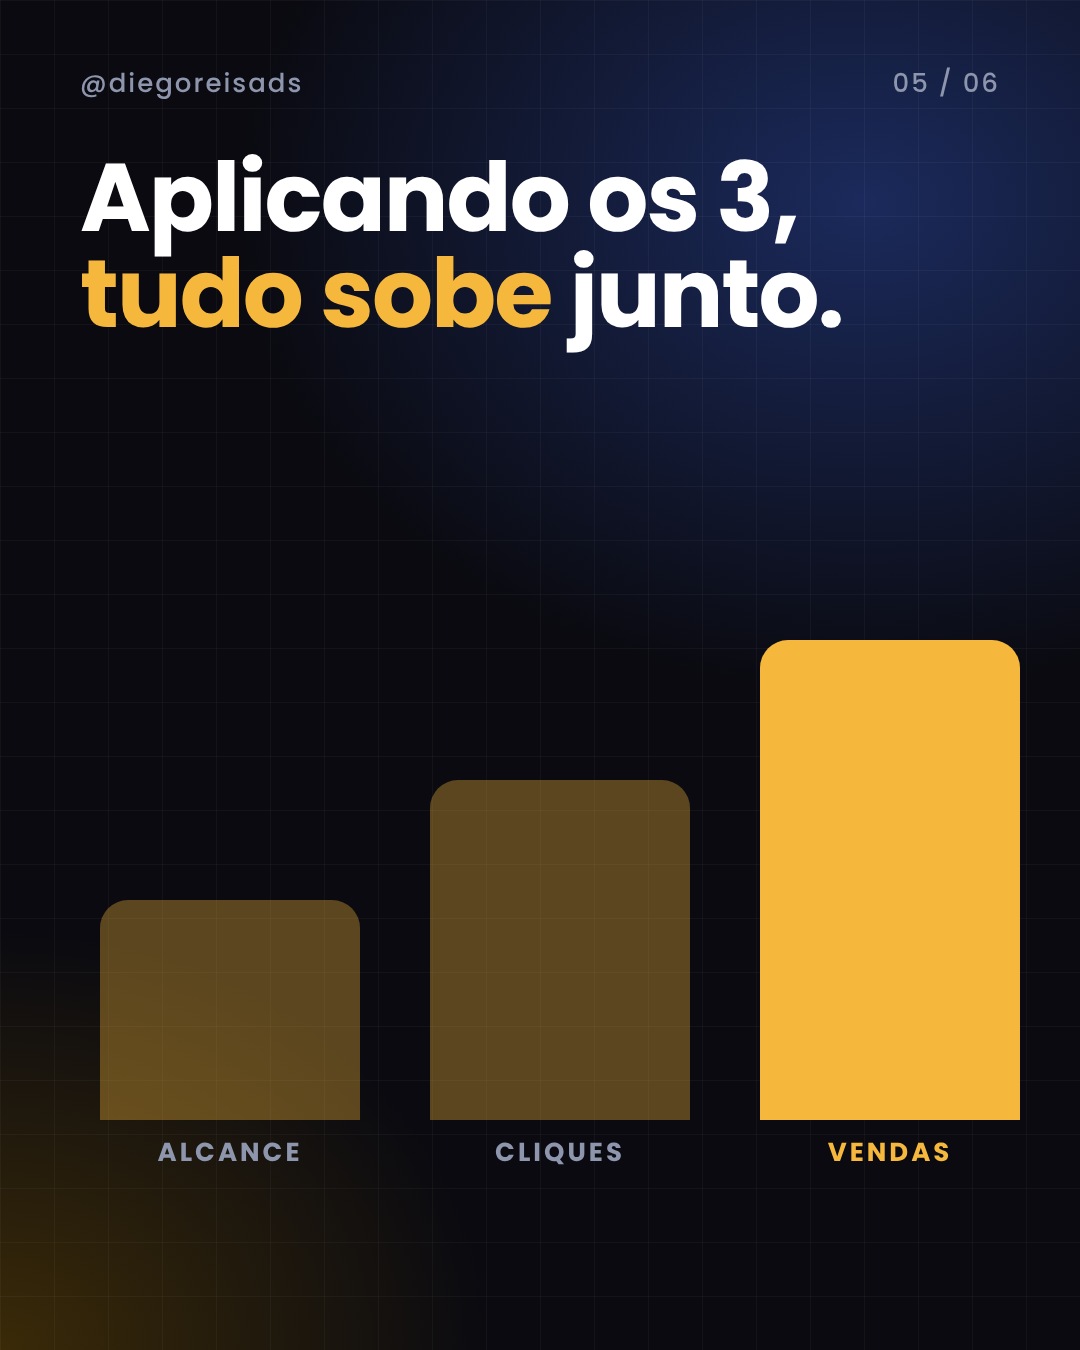 @diegoreisads
05 / 06
Aplicando os 3,
tudo sobe junto.
ALCANCE
CLIQUES
VENDAS